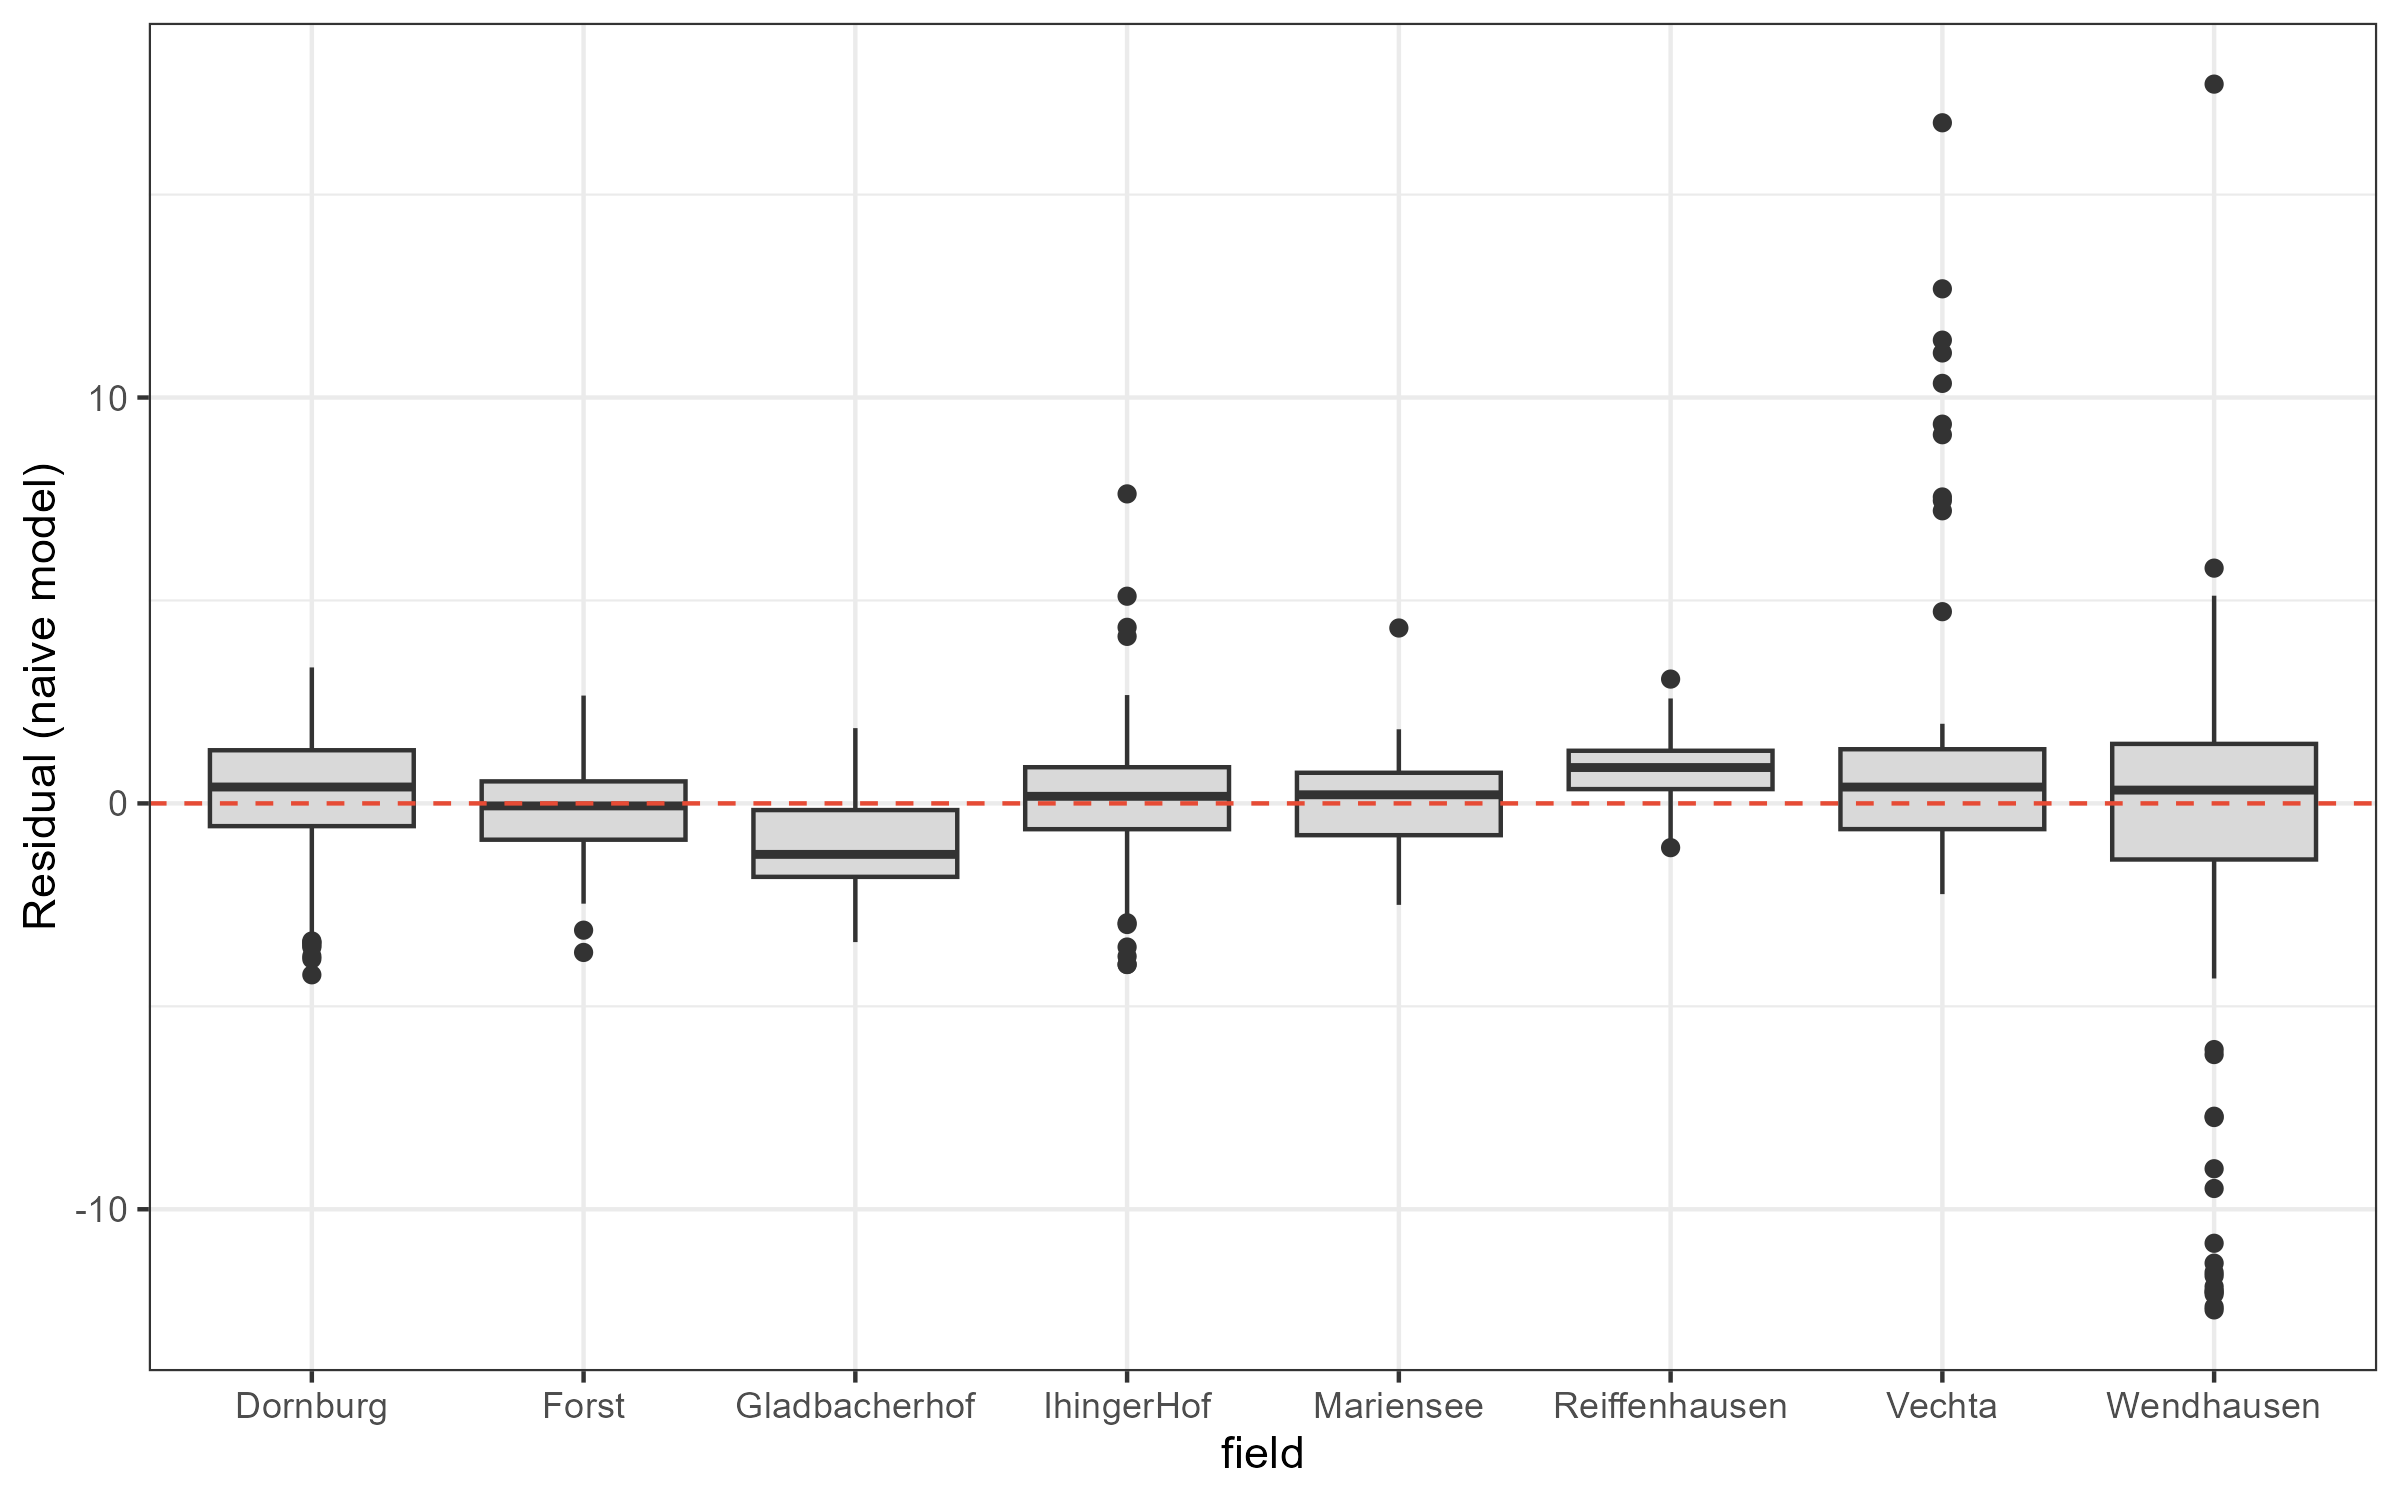 Residual (naive model)
10
0
-10
Dornburg Forst Gladbacherhof IhingerHof Mariensee Reiffenhausen Vechta Wendhausen
field